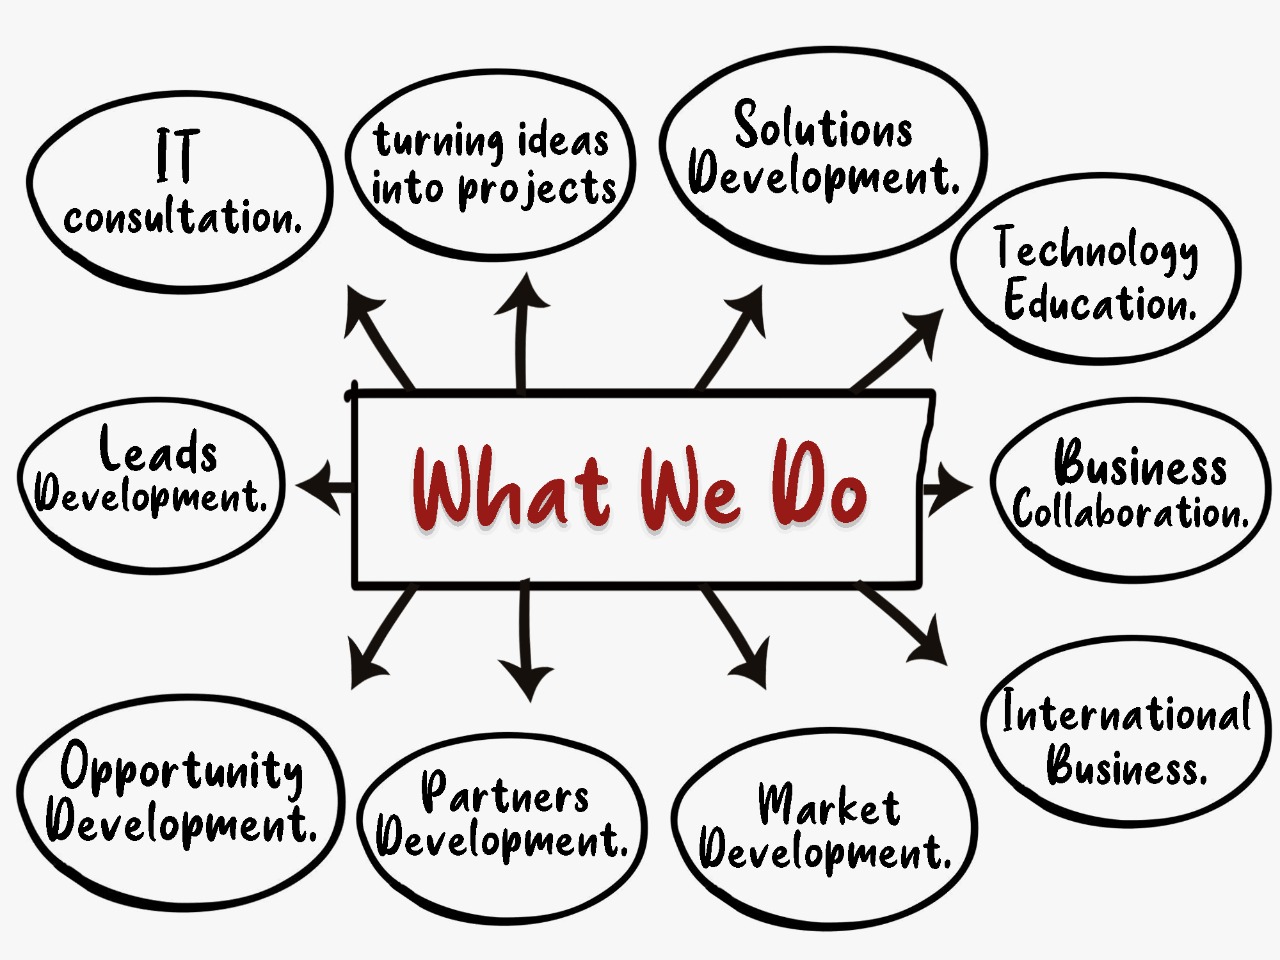 IT
consultation.
turning ideas
into projects
Solutions
Development.
Technology
Education.
Leads
Development.
What We Do
Business
Collaboration.
International
Business.
Opportunity
Development.
Partners
Development.
Market
Development.